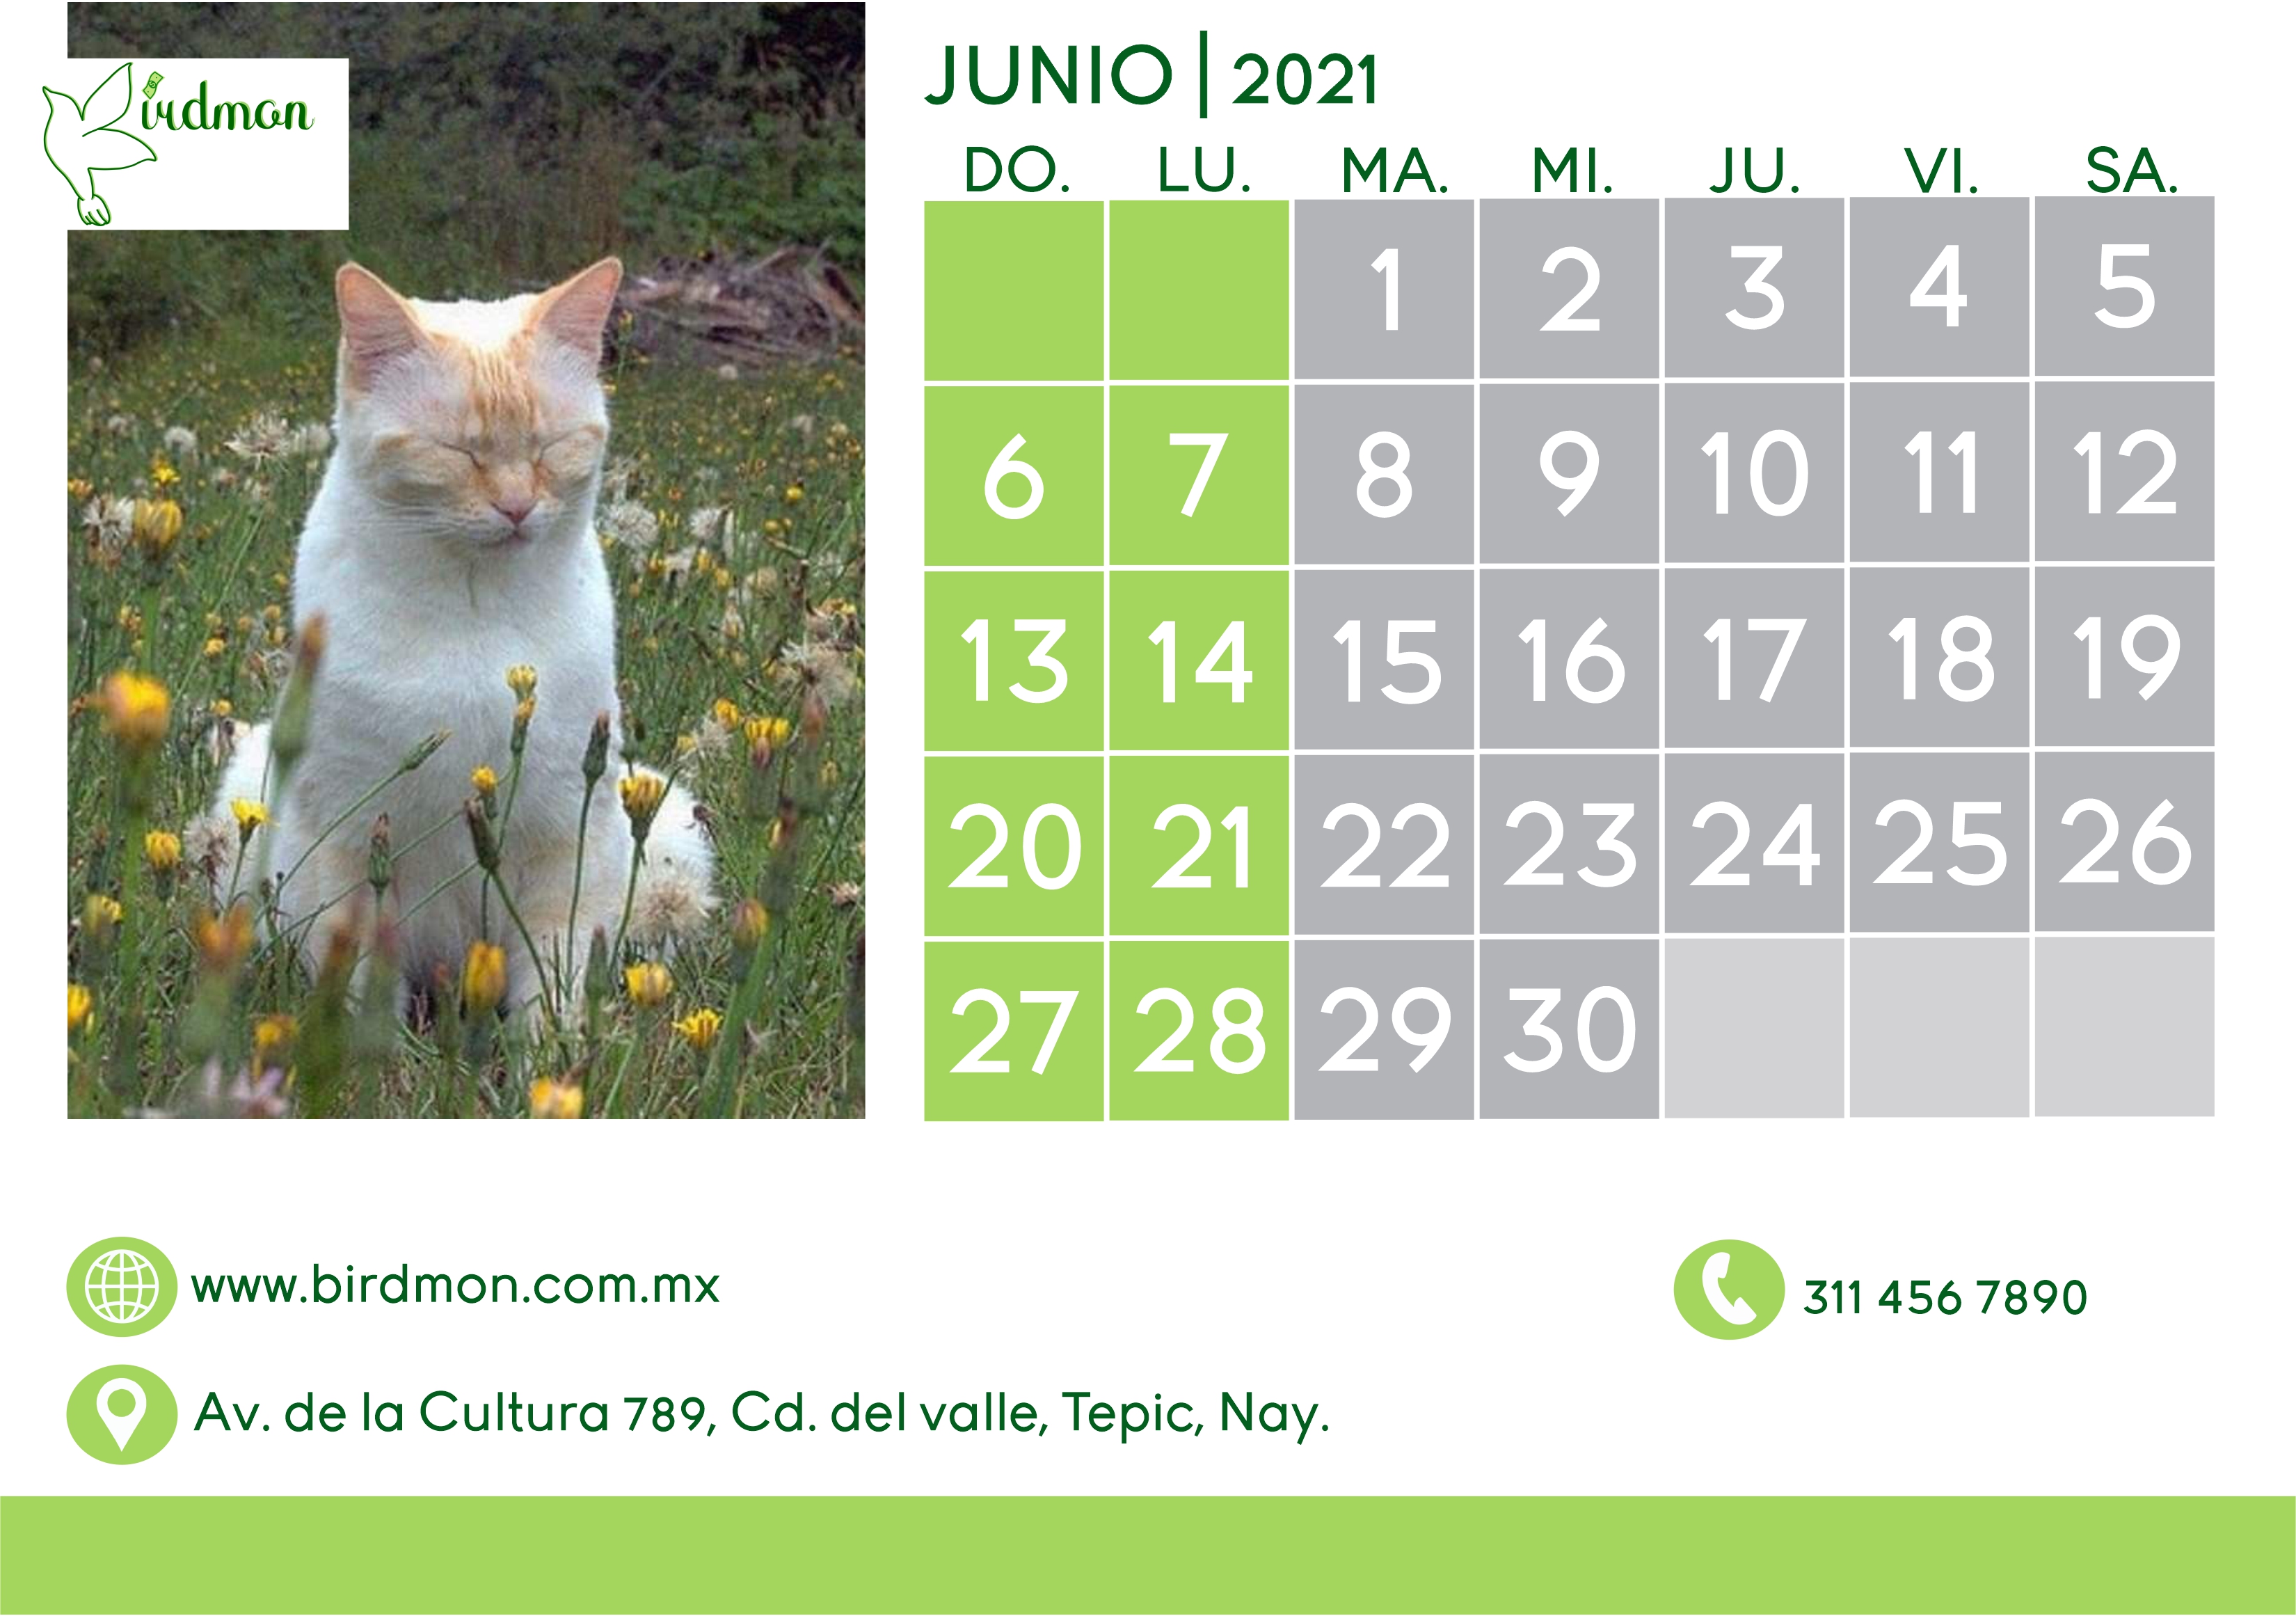 irdmon
JUNIO | 2021
DO. LU. MA. MI. JU. VI. SA.
1 2 3 4 5
6 7 8 9 10 11 12
13 14 15 16 17 18 19
20 21 22 23 24 25 26
27 28 29 30
www.birdmon.com.mx
311 456 7890
Av. de la Cultura 789, Cd. del valle, Tepic, Nay.